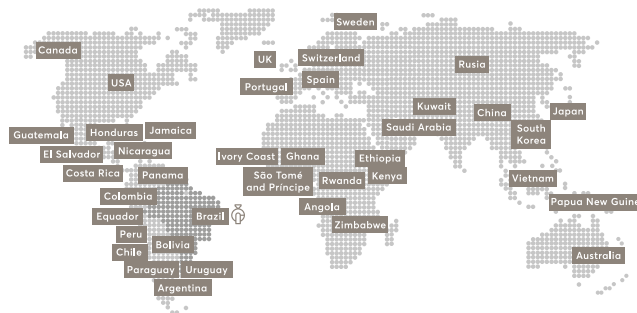 Sweden
Canada
UK
Switzerland
Rusia
USA
Portugal
Spain
Kuwait
China
Japan
Guatemala
Honduras
Jamaica
Saudi Arabia
South
Korea
El Salvador
Nicaragua
Ivory Coast
Ghana
Ethiopia
Costa Rica
Panama
São Tomé
and Príncipe
Rwanda
Kenya
Vietnam
Colombia
Angola
Papua New Guine
Equador
Brazil
Zimbabwe
Peru
Bolivia
Chile
Australia
Paraguay
Uruguay
Argentina